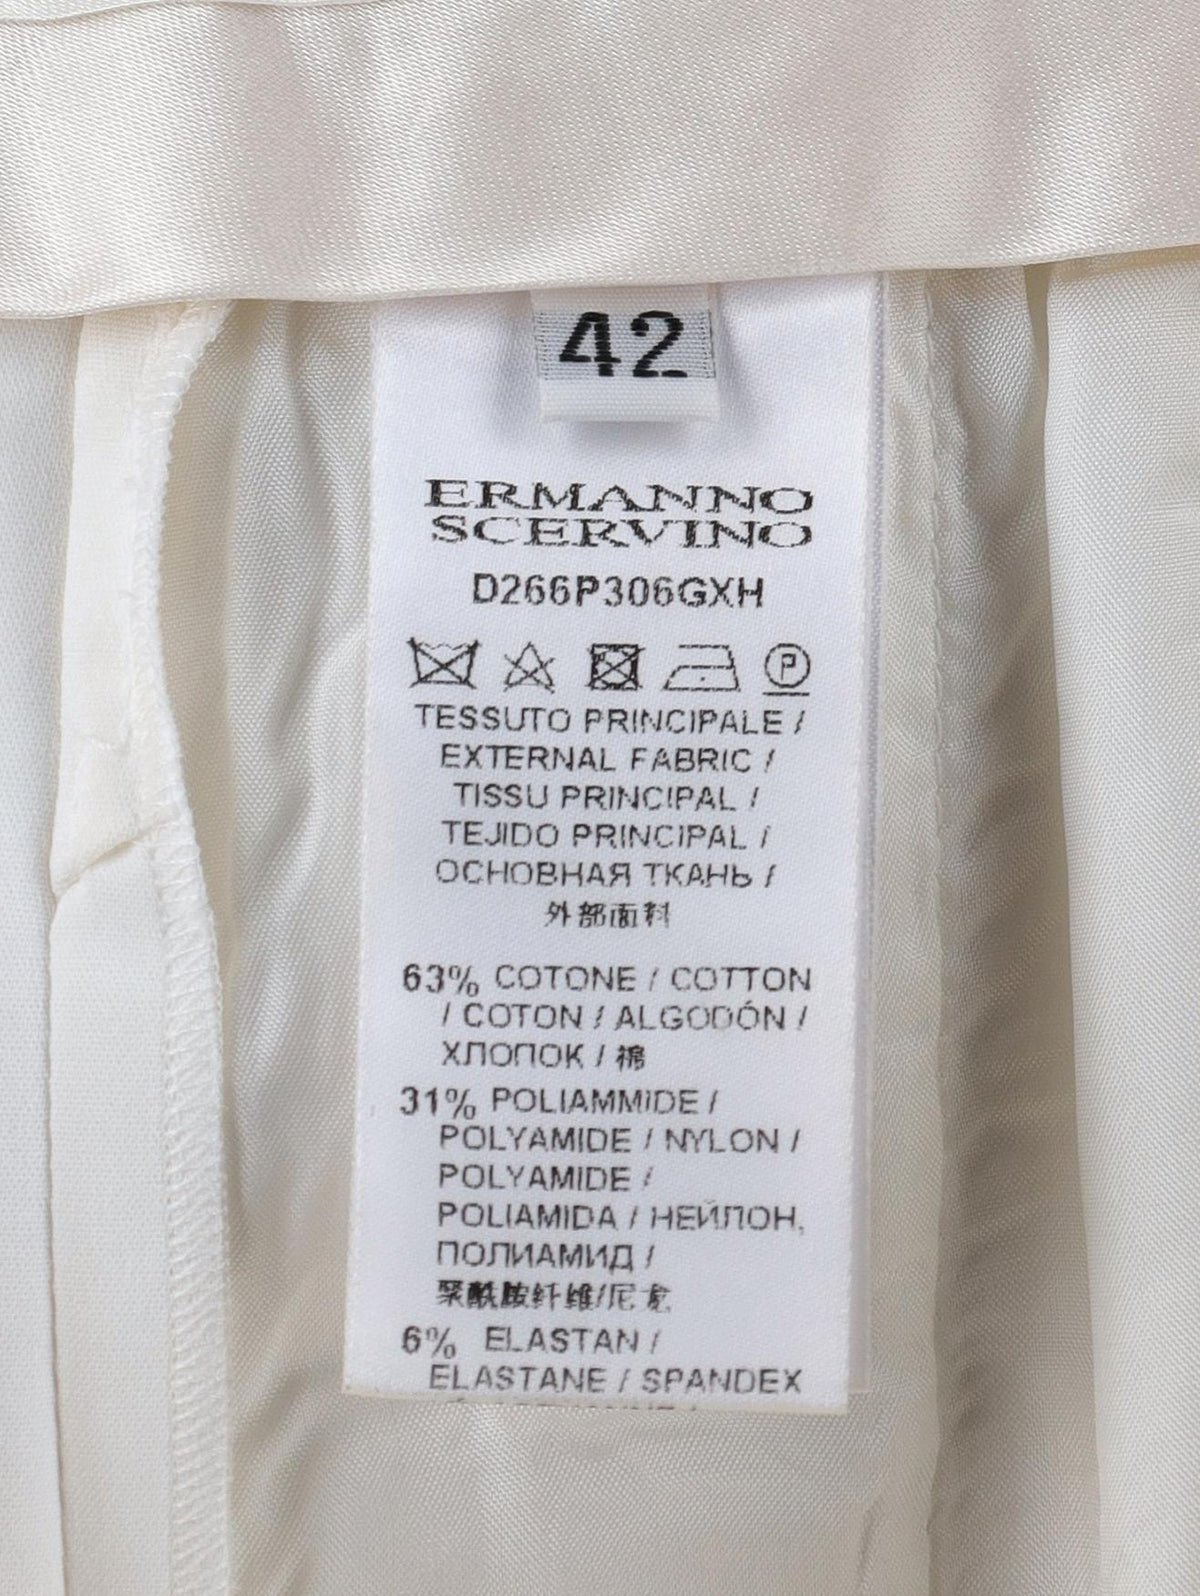 42
ERMANNO
SCERVINO
D266P306GXH
P
TESSUTO PRINCIPALE /
EXTERNAL FABRIC /
TISSU PRINCIPAL /
TEJIDO PRINCIPAL /
ОСНОВНАЯ ТКАНЬ /
外部面料
63% COTONE / COTTON
/ COTON / ALGODÓN /
ХЛОПОК / 棉
31% POLIAMMIDE /
POLYAMIDE / NYLON /
POLYAMIDE /
POLIAMIDA / НЕЙЛОН,
ПОЛИАМИД /
聚酰胺纤维/尼龙
6% ELASTAN /
ELASTANE / SPANDEX